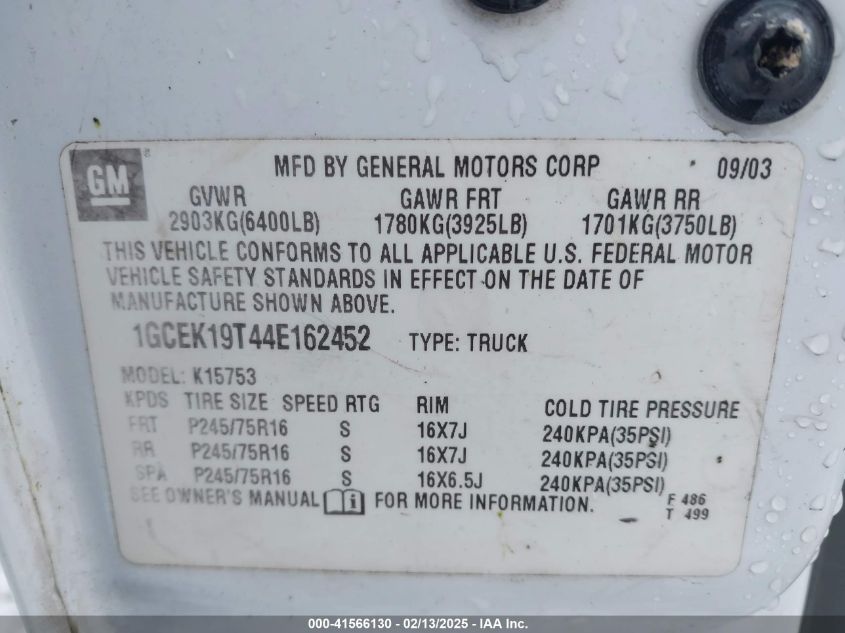 GM
MFD BY GENERAL MOTORS CORP 09/03
GVWR GAWR FRT GAWR RR
2903KG(6400LB) 1780KG(3925LB) 1701KG(3750LB)
THIS VEHICLE CONFORMS TO ALL APPLICABLE U.S. FEDERAL MOTOR
VEHICLE SAFETY STANDARDS IN EFFECT ON THE DATE OF
MANUFACTURE SHOWN ABOVE.
1GCEK19T44E162452 TYPE: TRUCK
MODEL: K15753
KPDS TIRE SIZE SPEED RTG RIM COLD TIRE PRESSURE
FRT P245/75R16 S 16X7J 240KPA(35PSI)
RR P245/75R16 S 16X7J 240KPA(35PSI)
SPA P245/75R16 S 16X6.5J 240KPA(35PSI)
SEE OWNER'S MANUAL FOR MORE INFORMATION.
F 486
T 499
000-41566130 - 02/13/2025 - IAA Inc.